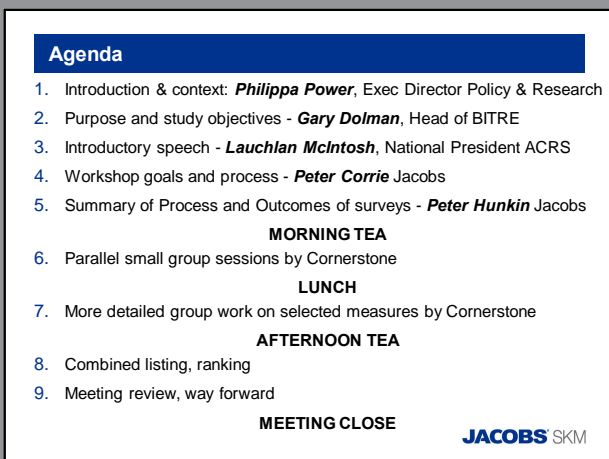 Agenda
1. Introduction & context: Philippa Power, Exec Director Policy & Research
2. Purpose and study objectives - Gary Dolman, Head of BITRE
3. Introductory speech - Lauchlan McIntosh, National President ACRS
4. Workshop goals and process - Peter Corrie Jacobs
5. Summary of Process and Outcomes of surveys - Peter Hunkin Jacobs
MORNING TEA
6. Parallel small group sessions by Cornerstone
LUNCH
7. More detailed group work on selected measures by Cornerstone
AFTERNOON TEA
8. Combined listing, ranking
9. Meeting review, way forward
MEETING CLOSE
JACOBS SKM